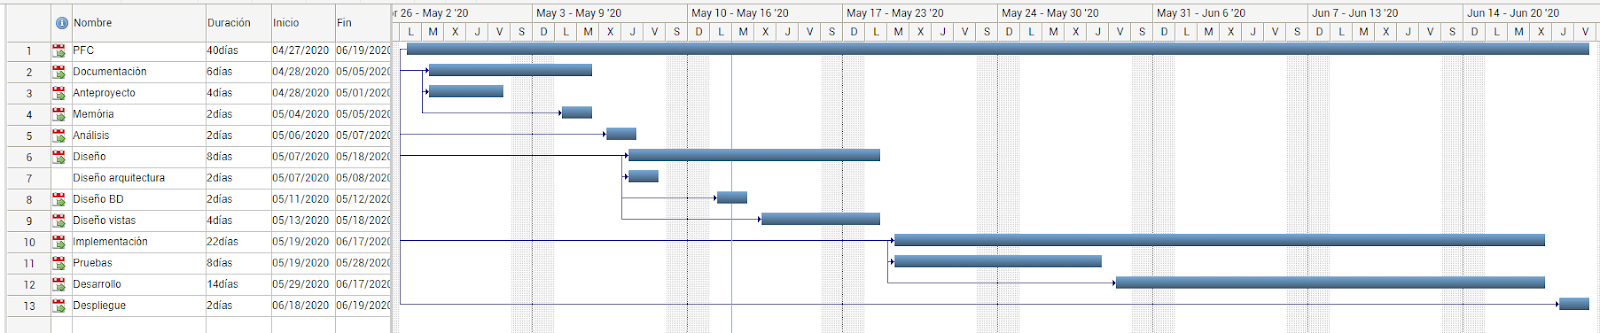 Nombre Duración Inicio Fin or 26 - May 2 '20 May 3 - May 9 '20 May 10 - May 16 '20 May 17 - May 23 '20 May 24 - May 30 '20 May 31 - Jun 6 '20 Jun 7 - Jun 13 '20 Jun 14 - Jun 20 '20
L M X J V S D L M X J V S D L M X J V S D L M X J V S D L M X J V S D L M X J V S D L M X J V S D L M X J V
1 PFC 40días 04/27/2020 06/19/2020
2 Documentación 6días 04/28/2020 05/05/2020
3 Anteproyecto 4días 04/28/2020 05/01/2020
4 Memória 2días 05/04/2020 05/05/2020
5 Análisis 2días 05/06/2020 05/07/2020
6 Diseño 8días 05/07/2020 05/18/2020
7 Diseño arquitectura 2días 05/07/2020 05/08/2020
8 Diseño BD 2días 05/11/2020 05/12/2020
9 Diseño vistas 4días 05/13/2020 05/18/2020
10 Implementación 22días 05/19/2020 06/17/2020
11 Pruebas 8días 05/19/2020 05/28/2020
12 Desarrollo 14días 05/29/2020 06/17/2020
13 Despliegue 2días 06/18/2020 06/19/2020